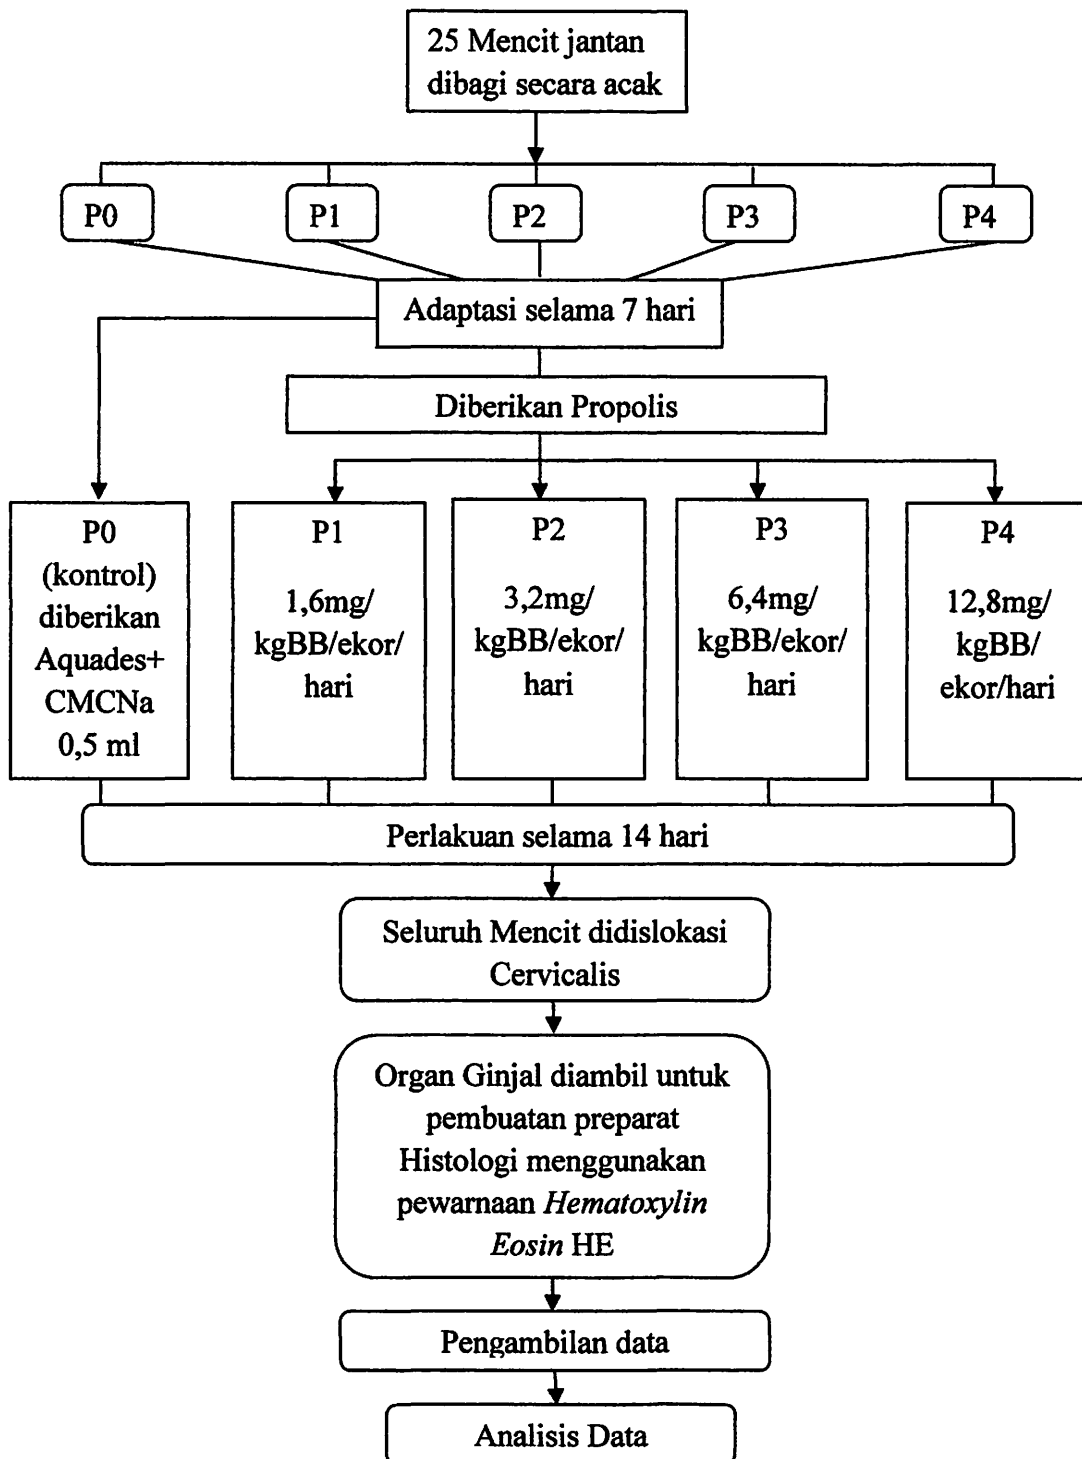 25 Mencit jantan
dibagi secara acak
P0
P1
P2
P3
P4
Adaptasi selama 7 hari
Diberikan Propolis
P0
(kontrol)
diberikan
Aquades+
CMCNa
0,5 ml
P1
1,6mg/
kgBB/ekor/
hari
P2
3,2mg/
kgBB/ekor/
hari
P3
6,4mg/
kgBB/ekor/
hari
P4
12,8mg/
kgBB/
ekor/hari
Perlakuan selama 14 hari
Seluruh Mencit didislokasi
Cervicalis
Organ Ginjal diambil untuk
pembuatan preparat
Histologi menggunakan
pewarnaan Hematoxylin
Eosin HE
Pengambilan data
Analisis Data